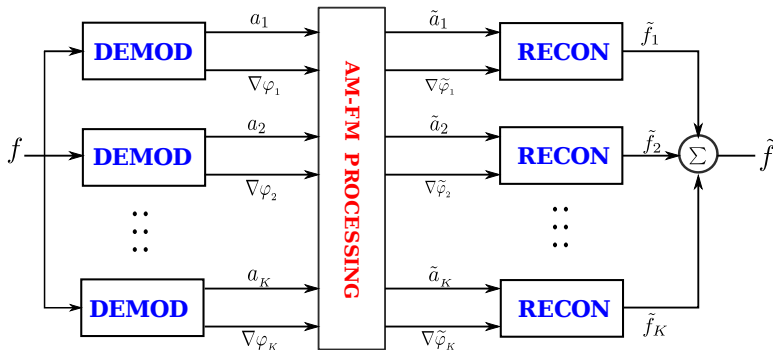 a₁ ã₁
DEMOD RECON f̃₁
∇φ₁ ∇φ̃₁
AM-FM PROCESSING
a₂ ã₂
f DEMOD RECON f̃₂ Σ f̃
∇φ₂ ∇φ̃₂
a_K ã_K
DEMOD RECON
∇φ_K ∇φ̃_K f̃_K